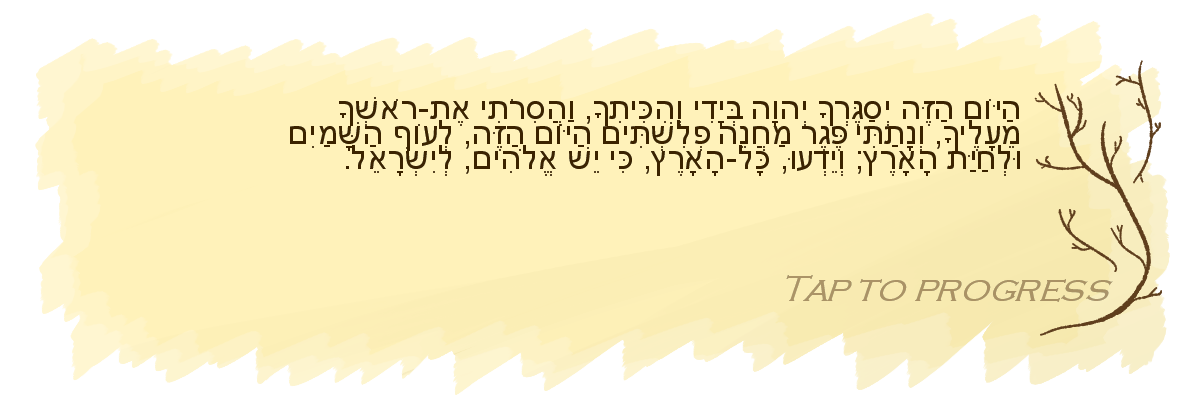 הַיּוֹם הַזֶּה יְסַגֶּרְךָ יְהוָה בְּיָדִי וְהִכִּיתִךָ, וַהֲסִרֹתִי אֶת-רֹאשְׁךָ
מֵעָלֶיךָ, וְנָתַתִּי פֶּגֶר מַחֲנֵה פְלִשְׁתִּים הַיּוֹם הַזֶּה, לְעוֹף הַשָּׁמַיִם
וּלְחַיַּת הָאָרֶץ; וְיֵדְעוּ, כָּל-הָאָרֶץ, כִּי יֵשׁ אֱלֹהִים, לְיִשְׂרָאֵל.
TAP TO PROGRESS